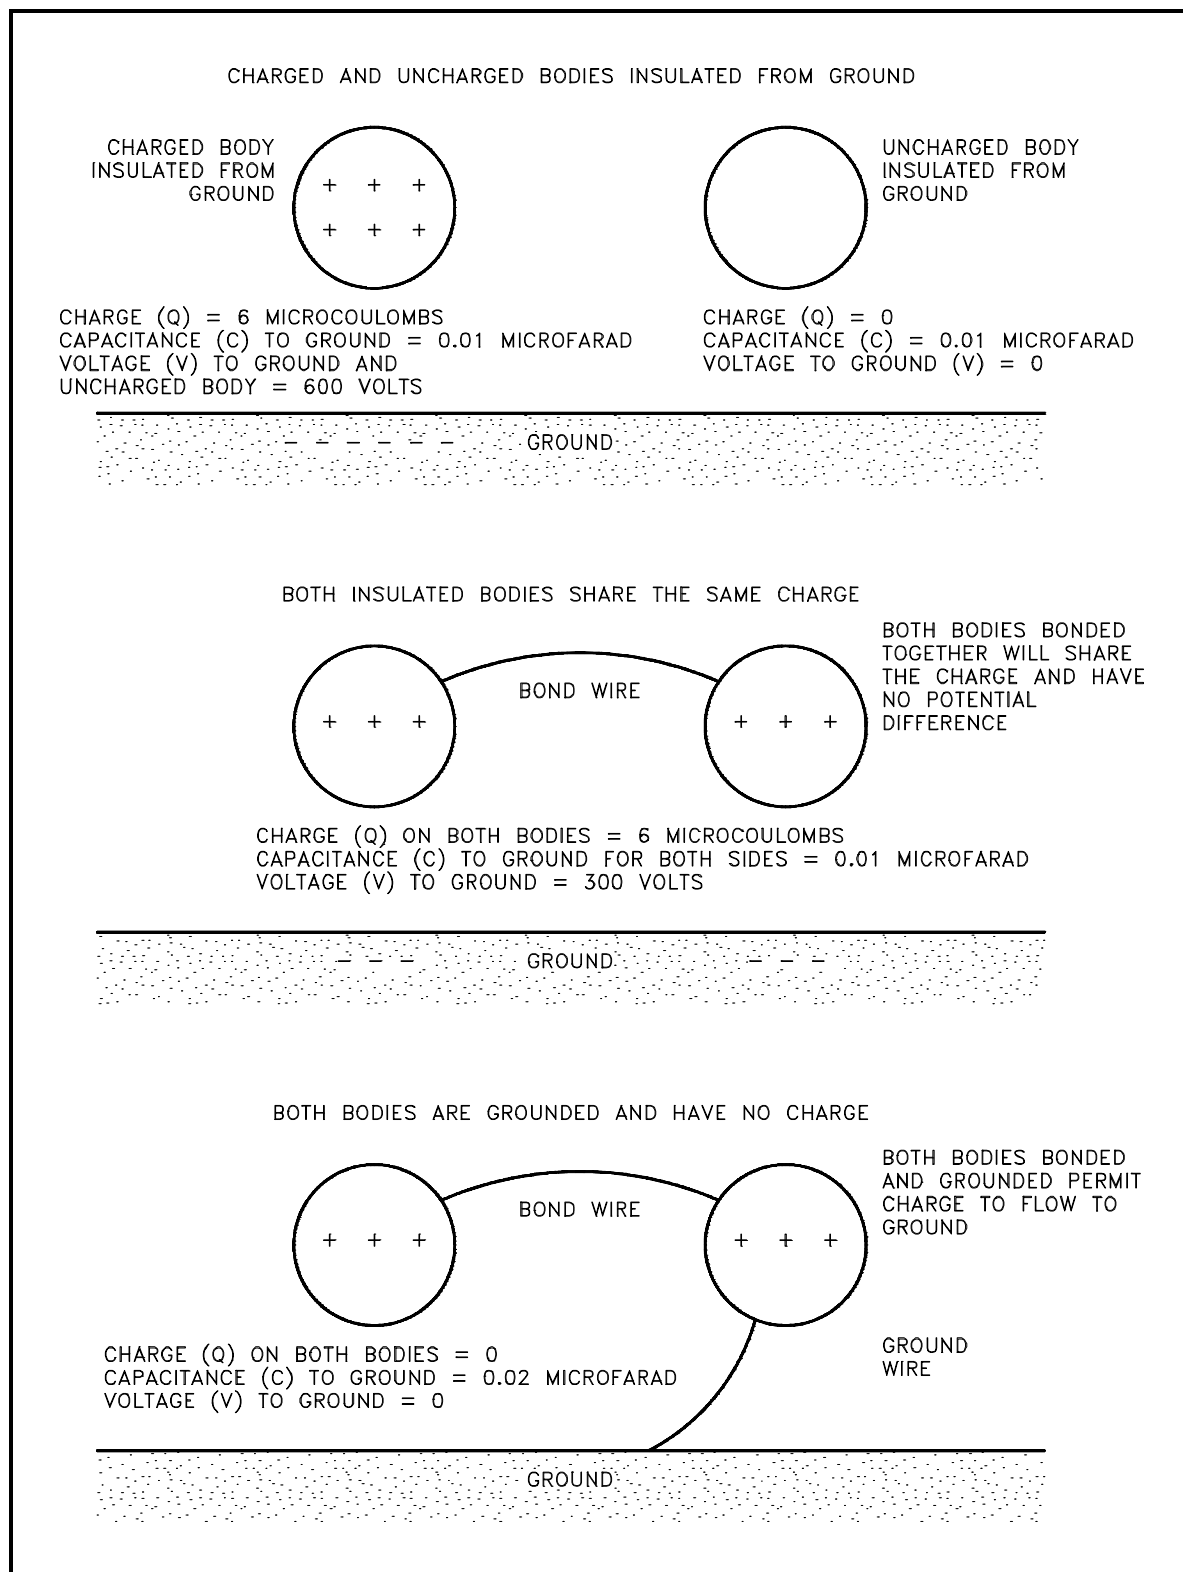 CHARGED AND UNCHARGED BODIES INSULATED FROM GROUND
CHARGED BODY
INSULATED FROM
GROUND
+ + +
+ + +
UNCHARGED BODY
INSULATED FROM
GROUND
CHARGE (Q) = 6 MICROCOULOMBS
CAPACITANCE (C) TO GROUND = 0.01 MICROFARAD
VOLTAGE (V) TO GROUND AND
UNCHARGED BODY = 600 VOLTS
CHARGE (Q) = 0
CAPACITANCE (C) = 0.01 MICROFARAD
VOLTAGE TO GROUND (V) = 0
– – – – – –
GROUND
BOTH INSULATED BODIES SHARE THE SAME CHARGE
+ + +
BOND WIRE
+ + +
BOTH BODIES BONDED
TOGETHER WILL SHARE
THE CHARGE AND HAVE
NO POTENTIAL
DIFFERENCE
CHARGE (Q) ON BOTH BODIES = 6 MICROCOULOMBS
CAPACITANCE (C) TO GROUND FOR BOTH SIDES = 0.01 MICROFARAD
VOLTAGE (V) TO GROUND = 300 VOLTS
– – –
GROUND
– – –
BOTH BODIES ARE GROUNDED AND HAVE NO CHARGE
+ + +
BOND WIRE
+ + +
BOTH BODIES BONDED
AND GROUNDED PERMIT
CHARGE TO FLOW TO
GROUND
CHARGE (Q) ON BOTH BODIES = 0
CAPACITANCE (C) TO GROUND = 0.02 MICROFARAD
VOLTAGE (V) TO GROUND = 0
GROUND
WIRE
GROUND